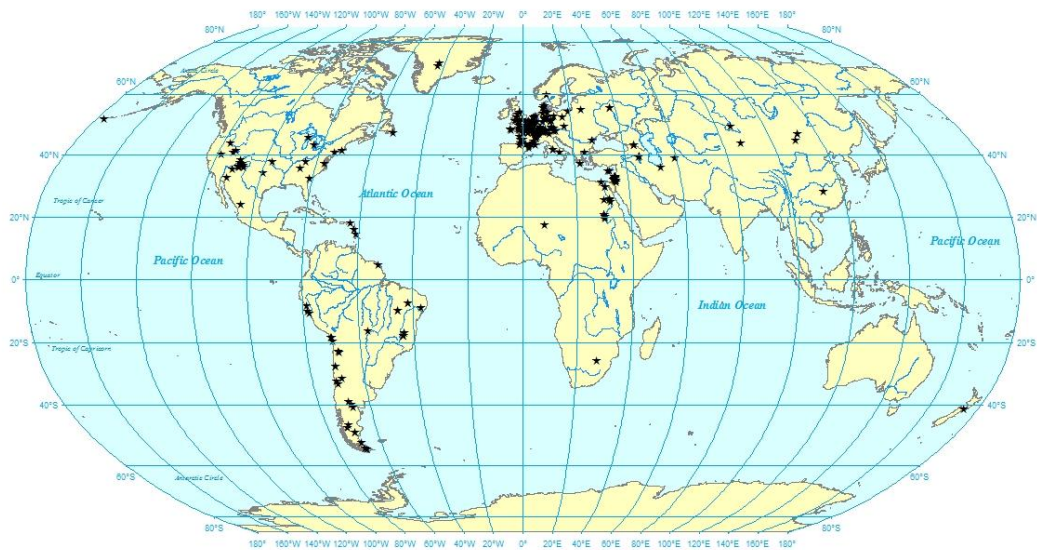 80°N 180° 160°W 140°W 120°W 100°W 80°W 60°W 40°W 20°W 0° 20°E 40°E 60°E 80°E 100°E 120°E 140°E 160°E 180° 80°N
Arctic Circle
60°N 60°N
40°N 40°N
Atlantic Ocean
Tropic of Cancer
20°N 20°N
Pacific Ocean Pacific Ocean
Equator
0° 0°
Indian Ocean
20°S 20°S
Tropic of Capricorn
40°S 40°S
60°S Antarctic Circle 60°S
80°S 80°S
180° 160°W 140°W 120°W 100°W 80°W 60°W 40°W 20°W 0° 20°E 40°E 60°E 80°E 100°E 120°E 140°E 160°E 180°